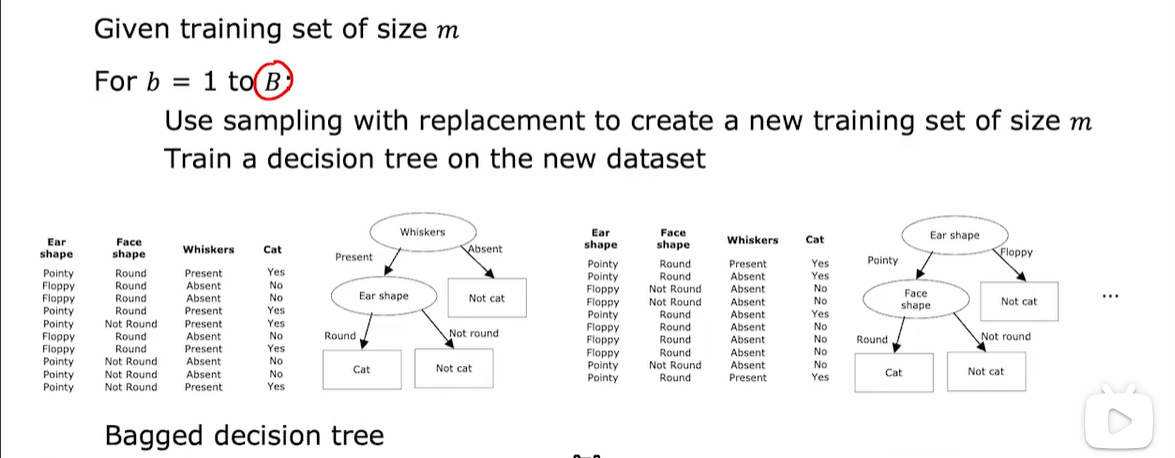 Given training set of size m
For b = 1 to B:
Use sampling with replacement to create a new training set of size m
Train a decision tree on the new dataset
Ear shape Face shape Whiskers Cat
Pointy Round Present Yes
Floppy Round Absent No
Floppy Round Absent No
Pointy Round Present Yes
Pointy Not Round Present Yes
Floppy Round Absent No
Floppy Round Present Yes
Pointy Not Round Absent No
Pointy Not Round Absent No
Pointy Not Round Present Yes
Whiskers
Present
Absent
Ear shape
Not cat
Round
Not round
Cat
Not cat
Ear shape Face shape Whiskers Cat
Pointy Round Present Yes
Pointy Round Absent Yes
Floppy Not Round Absent No
Floppy Not Round Absent No
Pointy Round Absent Yes
Floppy Round Absent No
Floppy Round Absent No
Floppy Round Absent No
Pointy Not Round Absent No
Pointy Round Present Yes
Ear shape
Pointy
Floppy
Face shape
Not cat
Round
Not round
Cat
Not cat
...
Bagged decision tree